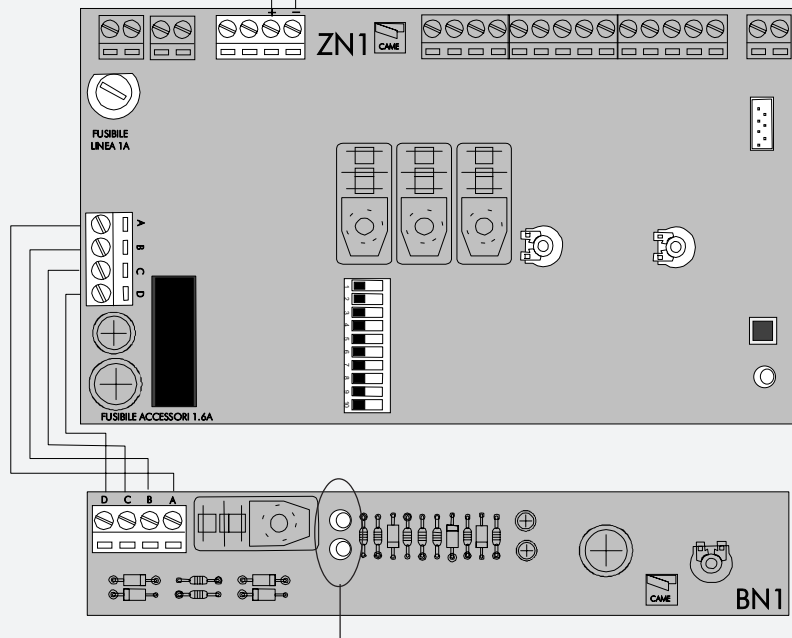 + −
ZN1
CAME
FUSIBILE
LINEA 1A
A
B
C
D
1
2
3
4
5
6
7
8
9
10
FUSIBILE ACCESSORI 1.6A
D C B A
CAME
BN1